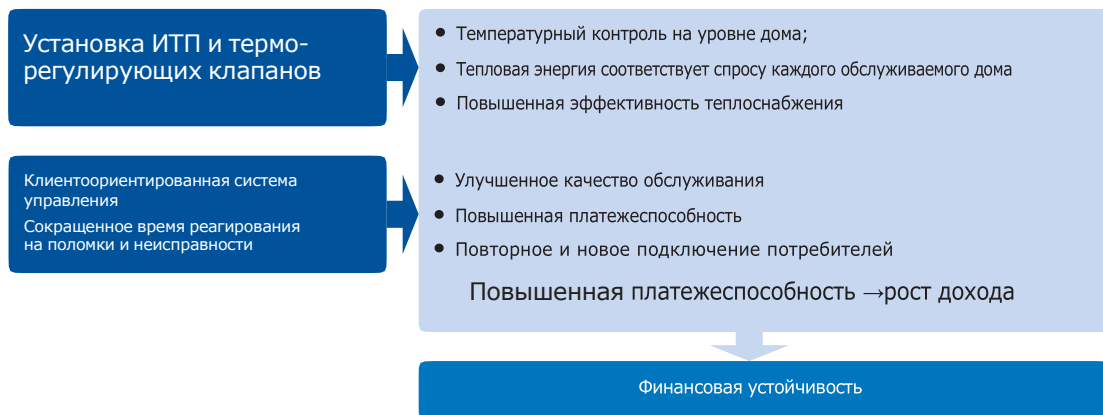 Установка ИТП и термо-
регулирующих клапанов
• Температурный контроль на уровне дома;
• Тепловая энергия соответствует спросу каждого обслуживаемого дома
• Повышенная эффективность теплоснабжения
Клиентоориентированная система
управления
Сокращенное время реагирования
на поломки и неисправности
• Улучшенное качество обслуживания
• Повышенная платежеспособность
• Повторное и новое подключение потребителей
Повышенная платежеспособность →рост дохода
Финансовая устойчивость